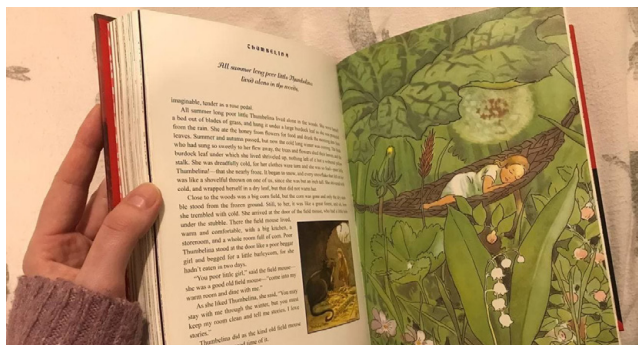 THUMBELINA
All summer long poor little Thumbelina
lived alone in the woods.
imaginable, tender as a rose petal.
All summer long poor little Thumbelina lived alone in the woods. She
a bed out of blades of grass, and hung it under a large burdock leaf to
from the rain. She ate the honey from flowers for food and drank the
leaves. Summer and autumn passed, but now the cold long winter
who had sung so sweetly to her flew away, the trees and flowers
burdock leaf under which she lived shriveled up, nothing left of it but a
stalk. She was dreadfully cold, for her clothes were torn and she was so
Thumbelina!—that she nearly froze. It began to snow, and every snowflake that
was like a shovelful thrown on one of us, since she was but an inch tall. She
cold, and wrapped herself in a dry leaf, but that did not warm her.
Close to the woods was a big corn field, but the corn was gone and only the
ble stood from the frozen ground. Still, to her, it was like a great forest, and
she trembled with cold. She arrived at the door of the field mouse, who had a
under the stubble. There the field mouse lived,
warm and comfortable, with a big kitchen, a
storeroom, and a whole room full of corn. Poor
Thumbelina stood at the door like a poor beggar
girl and begged for a little barleycorn, for she
hadn't eaten in two days.
"You poor little girl," said the field mouse—
she was a good old field mouse—"come into my
warm room and dine with me."
As she liked Thumbelina, she said, "You may
stay with me through the winter, but you must
keep my room clean and tell me stories. I love
stories."
Thumbelina did as the kind old field mouse
time of it.